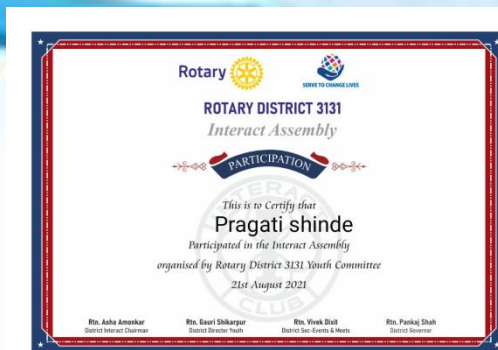 Rotary
SERVE TO CHANGE LIVES
ROTARY DISTRICT 3131
Interact Assembly
PARTICIPATION
This is to Certify that
Pragati shinde
Participated in the Interact Assembly
organised by Rotary District 3131 Youth Committee
21st August 2021
INTERACT
CLUB
Rtn. Asha Amonkar Rtn. Gauri Shikarpur Rtn. Vivek Dixit Rtn. Pankaj Shah
District Interact Chairman District Director Youth District Sec-Events & Meets District Governor